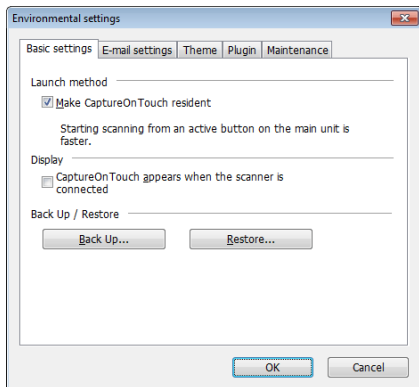 Environmental settings
Basic settings E-mail settings Theme Plugin Maintenance
Launch method
Make CaptureOnTouch resident
Starting scanning from an active button on the main unit is
faster.
Display
CaptureOnTouch appears when the scanner is
connected
Back Up / Restore
Back Up... Restore...
OK Cancel